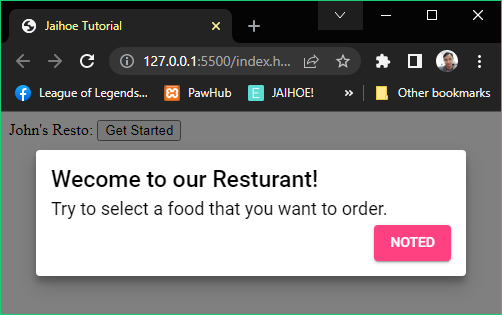 Jaihoe Tutorial
127.0.0.1:5500/index.h...
League of Legends... PawHub JAIHOE! » Other bookmarks
John's Resto: Get Started
Wecome to our Resturant!
Try to select a food that you want to order.
NOTED